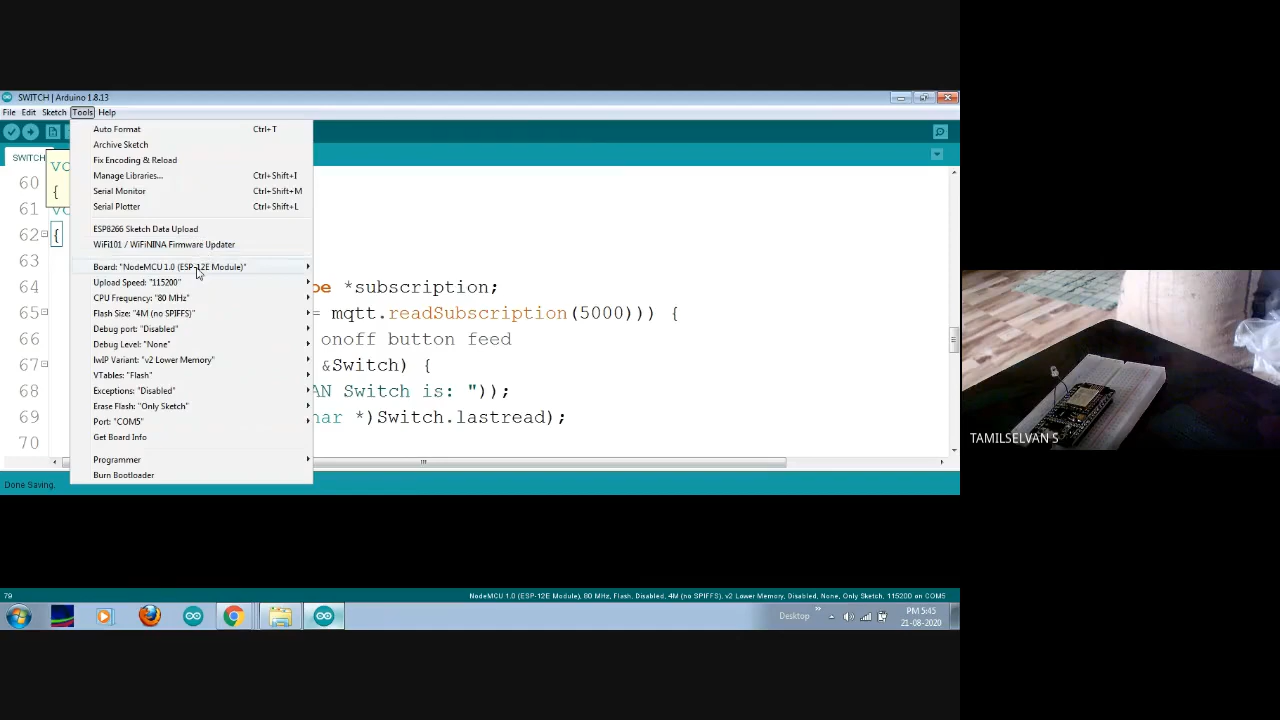 SWITCH | Arduino 1.8.13
File Edit Sketch Tools Help
SWITCH
Auto Format Ctrl+T
Archive Sketch
Fix Encoding & Reload
Manage Libraries... Ctrl+Shift+I
Serial Monitor Ctrl+Shift+M
Serial Plotter Ctrl+Shift+L
ESP8266 Sketch Data Upload
WiFi101 / WiFiNINA Firmware Updater
Board: "NodeMCU 1.0 (ESP-12E Module)"
Upload Speed: "115200"
CPU Frequency: "80 MHz"
Flash Size: "4M (no SPIFFS)"
Debug port: "Disabled"
Debug Level: "None"
lwIP Variant: "v2 Lower Memory"
VTables: "Flash"
Exceptions: "Disabled"
Erase Flash: "Only Sketch"
Port: "COM5"
Get Board Info
Programmer
Burn Bootloader
60 {
61
62 {
63
64 *subscription;
65 = mqtt.readSubscription(5000))) {
66 onoff button feed
67 &Switch) {
68 AN Switch is: "));
69 *)Switch.lastread);
70
Done Saving.
79 NodeMCU 1.0 (ESP-12E Module), 80 MHz, Flash, Disabled, 4M (no SPIFFS), v2 Lower Memory, Disabled, None, Only Sketch, 115200 on COM5
Desktop »
PM 5:45
21-08-2020
TAMILSELVAN S